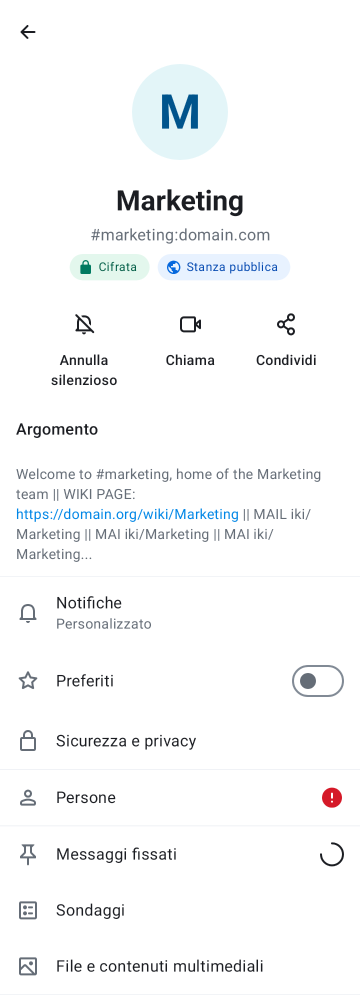 M
Marketing
#marketing:domain.com
Cifrata
Stanza pubblica
Annulla
silenzioso
Chiama
Condividi
Argomento
Welcome to #marketing, home of the Marketing
team || WIKI PAGE:
https://domain.org/wiki/Marketing || MAIL iki/
Marketing || MAI iki/Marketing || MAI iki/
Marketing...
Notifiche
Personalizzato
Preferiti
Sicurezza e privacy
Persone
Messaggi fissati
Sondaggi
File e contenuti multimediali